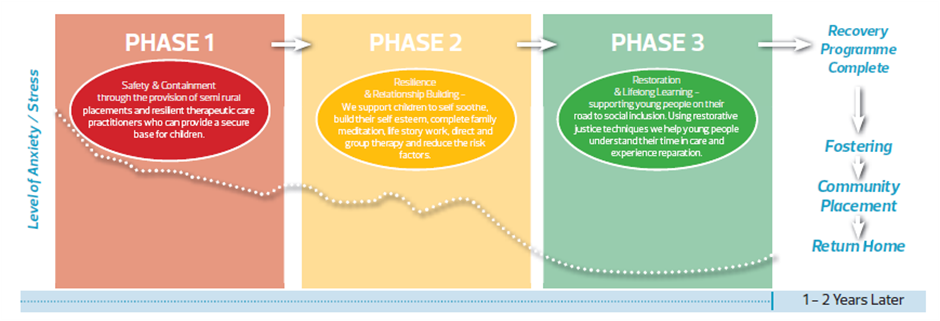 Level of Anxiety / Stress
PHASE 1
Safety & Containment
through the provision of semi rural
placements and resilient therapeutic care
practitioners who can provide a secure
base for children.
PHASE 2
Resilience
& Relationship Building –
We support children to self soothe,
build their self esteem, complete family
meditation, life story work, direct and
group therapy and reduce the risk
factors.
PHASE 3
Restoration
& Lifelong Learning –
supporting young people on their
road to social inclusion. Using restorative
justice techniques we help young people
understand their time in care and
experience reparation.
Recovery
Programme
Complete
Fostering
Community
Placement
Return Home
1 – 2 Years Later